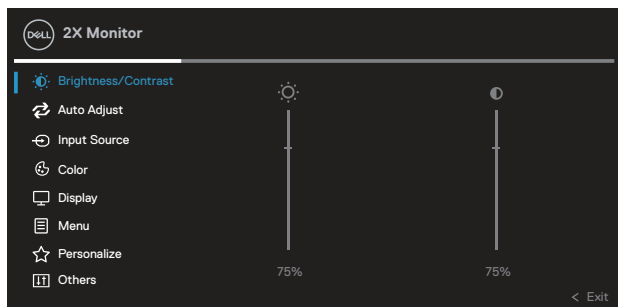 DELL 2X Monitor
Brightness/Contrast
Auto Adjust
Input Source
Color
Display
Menu
Personalize
Others
75% 75%
< Exit